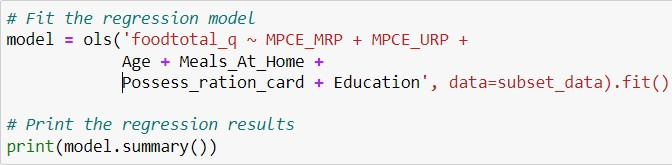 # Fit the regression model
model = ols('foodtotal_q ~ MPCE_MRP + MPCE_URP +
            Age + Meals_At_Home +
            Possess_ration_card + Education', data=subset_data).fit()

# Print the regression results
print(model.summary())